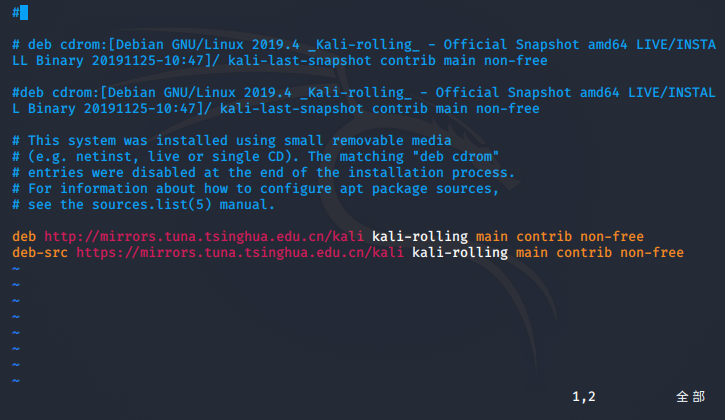 #
# deb cdrom:[Debian GNU/Linux 2019.4 _Kali-rolling_ - Official Snapshot amd64 LIVE/INSTA
LL Binary 20191125-10:47]/ kali-last-snapshot contrib main non-free
#deb cdrom:[Debian GNU/Linux 2019.4 _Kali-rolling_ - Official Snapshot amd64 LIVE/INSTAL
L Binary 20191125-10:47]/ kali-last-snapshot contrib main non-free
# This system was installed using small removable media
# (e.g. netinst, live or single CD). The matching "deb cdrom"
# entries were disabled at the end of the installation process.
# For information about how to configure apt package sources,
# see the sources.list(5) manual.
deb http://mirrors.tuna.tsinghua.edu.cn/kali kali-rolling main contrib non-free
deb-src https://mirrors.tuna.tsinghua.edu.cn/kali kali-rolling main contrib non-free
~
~
~
~
~
~
~
~
1,2 全部